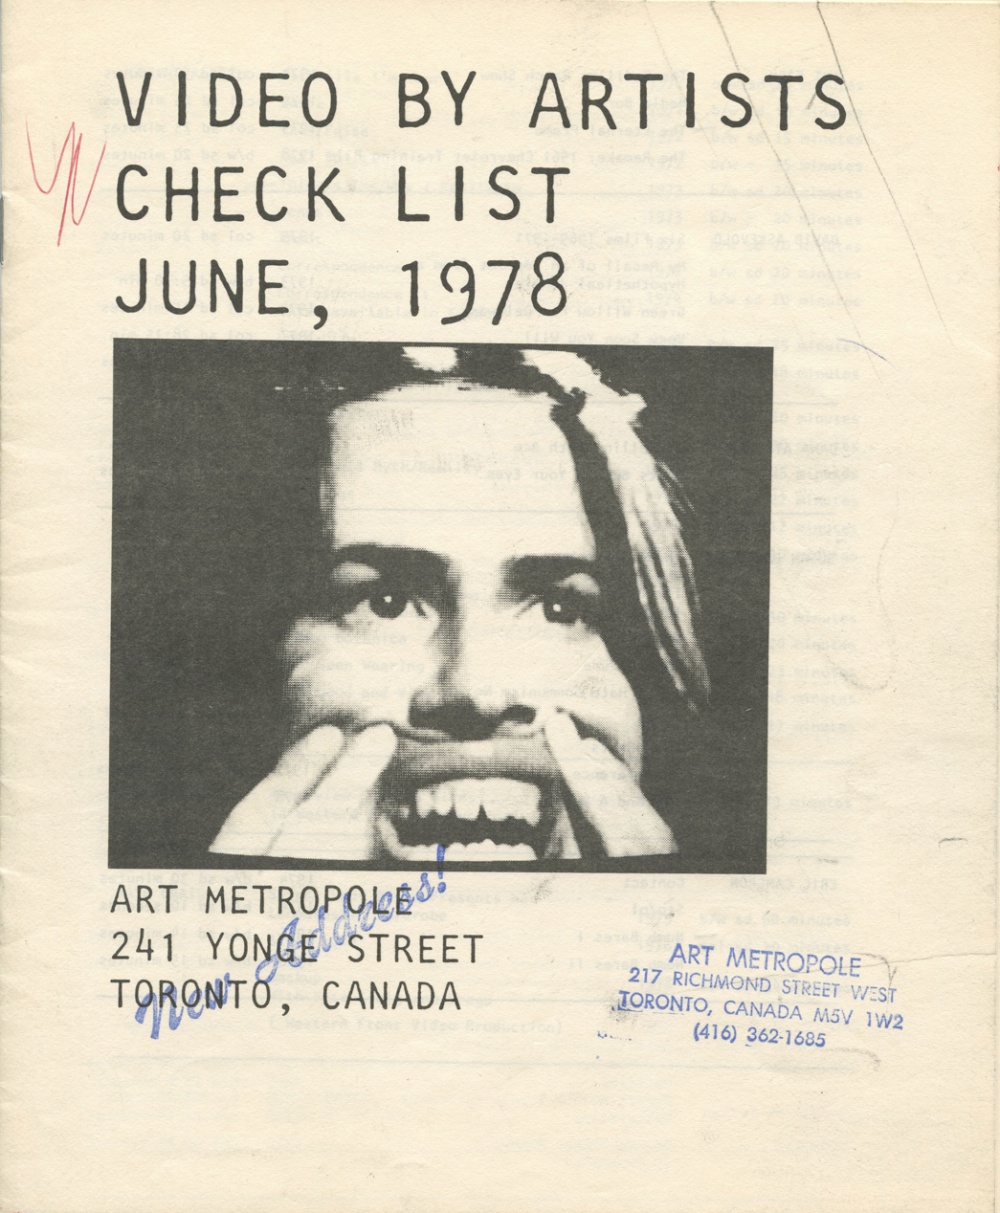 VIDEO BY ARTISTS
CHECK LIST
JUNE, 1978
ART METROPOLE
241 YONGE STREET
TORONTO, CANADA
New Address!
ART METROPOLE
217 RICHMOND STREET WEST
TORONTO, CANADA M5V 1W2
(416) 362-1685